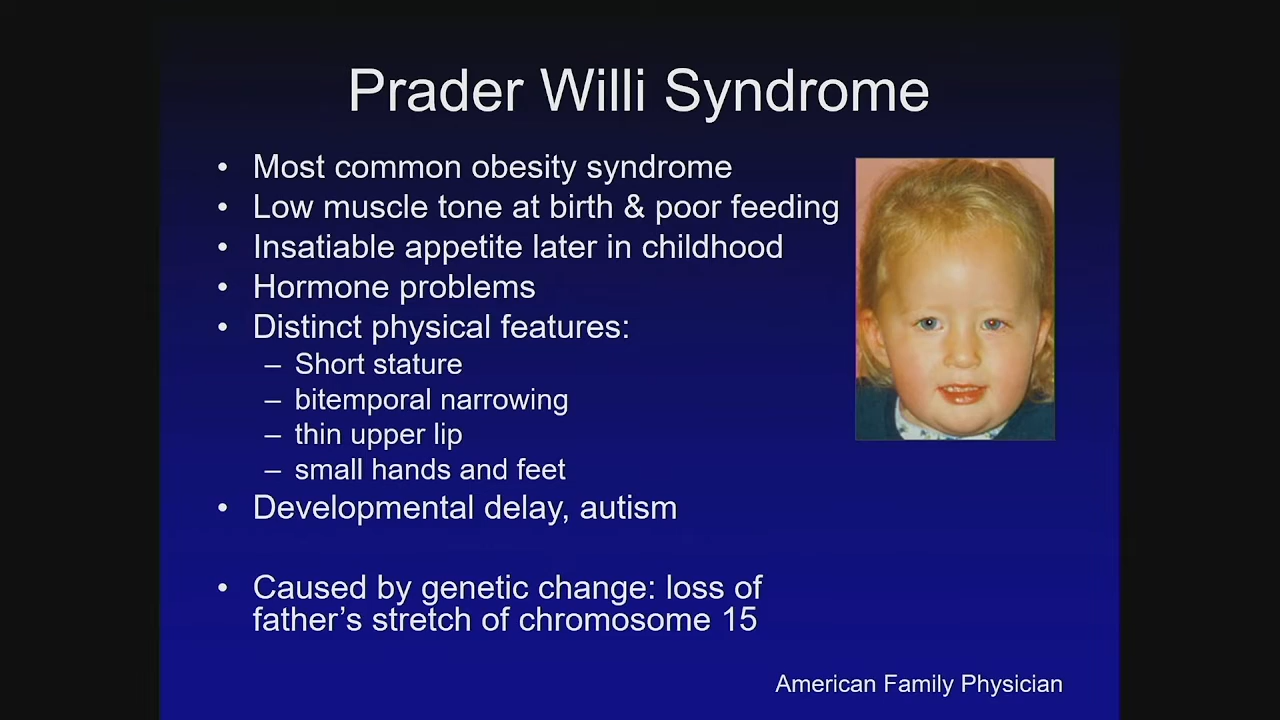 Prader Willi Syndrome
• Most common obesity syndrome
• Low muscle tone at birth & poor feeding
• Insatiable appetite later in childhood
• Hormone problems
• Distinct physical features:
– Short stature
– bitemporal narrowing
– thin upper lip
– small hands and feet
• Developmental delay, autism
• Caused by genetic change: loss of
father’s stretch of chromosome 15
American Family Physician